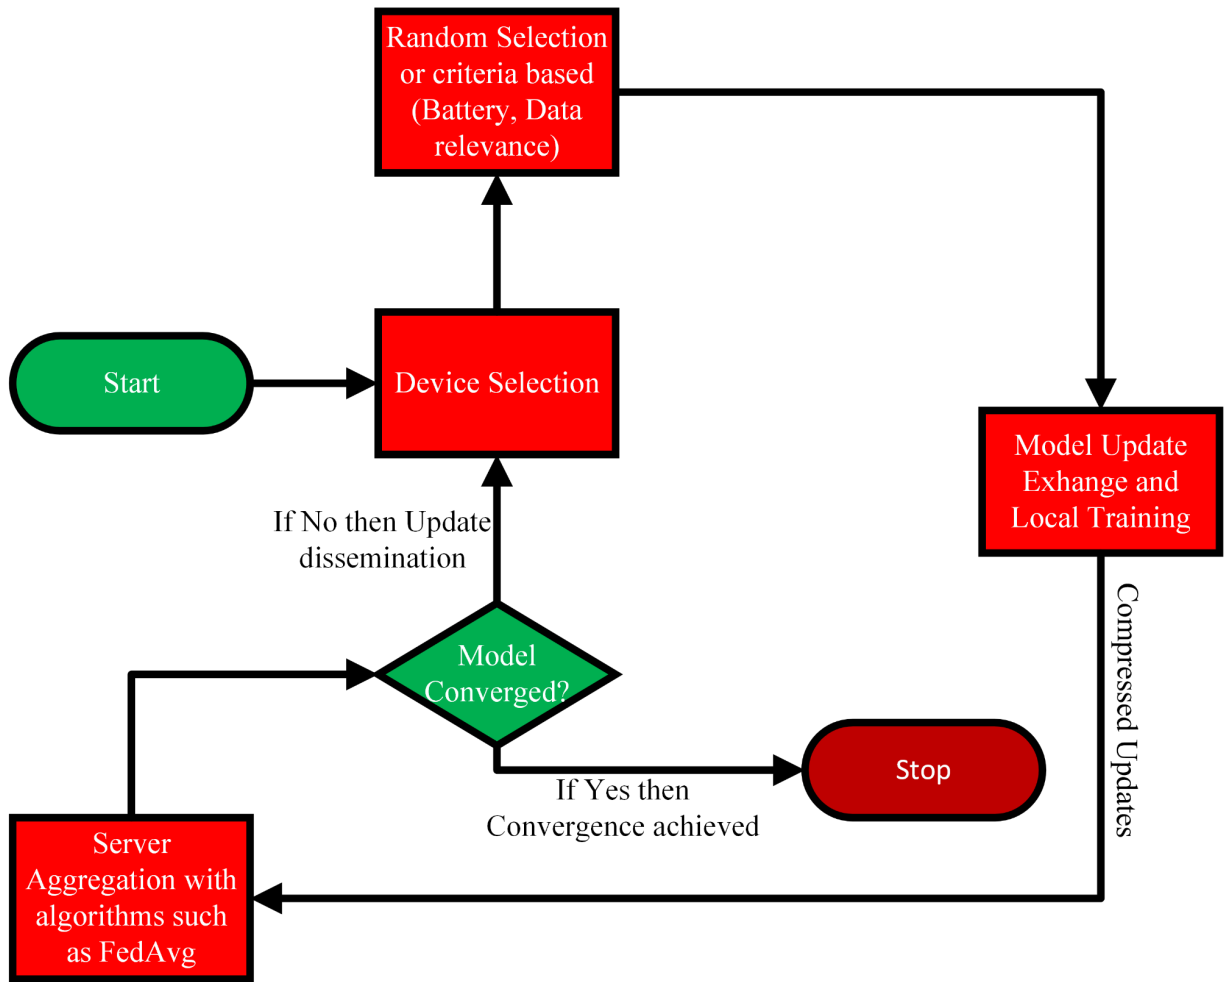 Random Selection
or criteria based
(Battery, Data
relevance)
Start
Device Selection
Model Update
Exhange and
Local Training
If No then Update
dissemination
Compressed Updates
Model
Converged?
Stop
If Yes then
Convergence achieved
Server
Aggregation with
algorithms such
as FedAvg